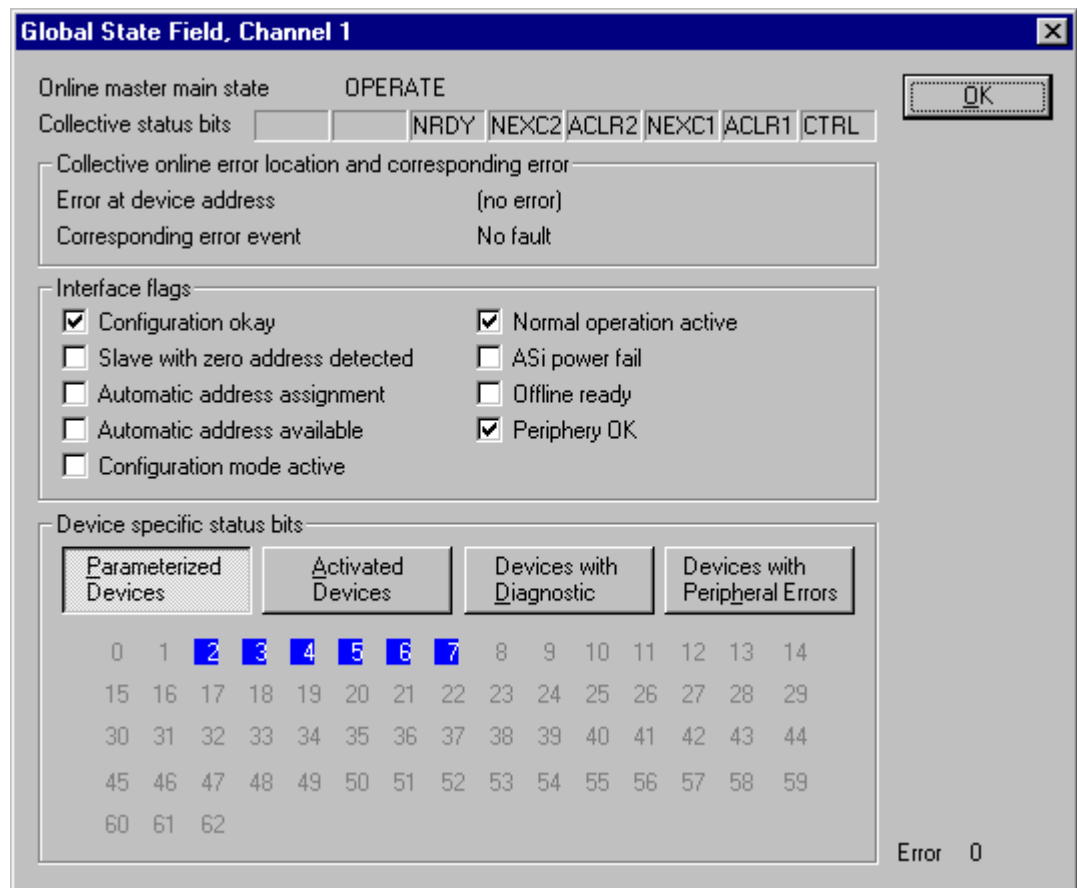 Global State Field, Channel 1
Online master main state OPERATE
OK
Collective status bits NRDY NEXC2 ACLR2 NEXC1 ACLR1 CTRL
Collective online error location and corresponding error
Error at device address (no error)
Corresponding error event No fault
Interface flags
Configuration okay Normal operation active
Slave with zero address detected ASi power fail
Automatic address assignment Offline ready
Automatic address available Periphery OK
Configuration mode active
Device specific status bits
Parameterized Devices Activated Devices Devices with Diagnostic Devices with Peripheral Errors
0 1 2 3 4 5 6 7 8 9 10 11 12 13 14
15 16 17 18 19 20 21 22 23 24 25 26 27 28 29
30 31 32 33 34 35 36 37 38 39 40 41 42 43 44
45 46 47 48 49 50 51 52 53 54 55 56 57 58 59
60 61 62
Error 0